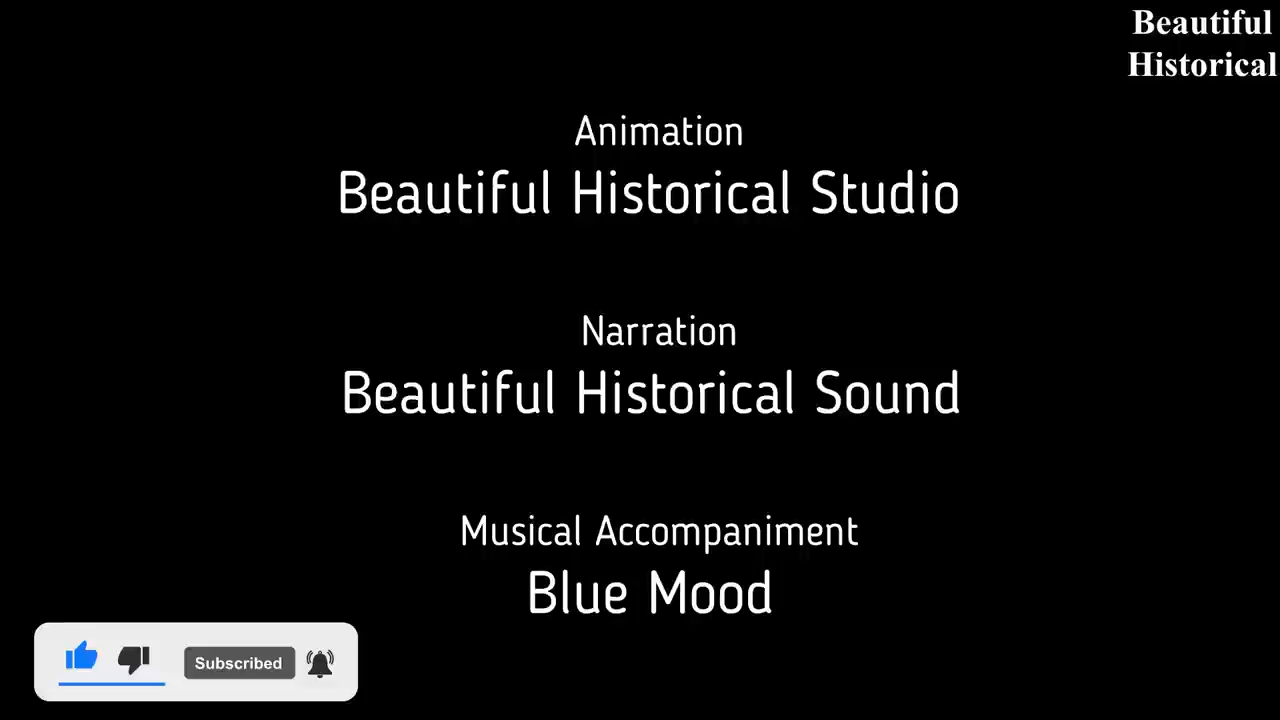 Beautiful
Historical
Animation
Beautiful Historical Studio
Narration
Beautiful Historical Sound
Musical Accompaniment
Blue Mood
Subscribed